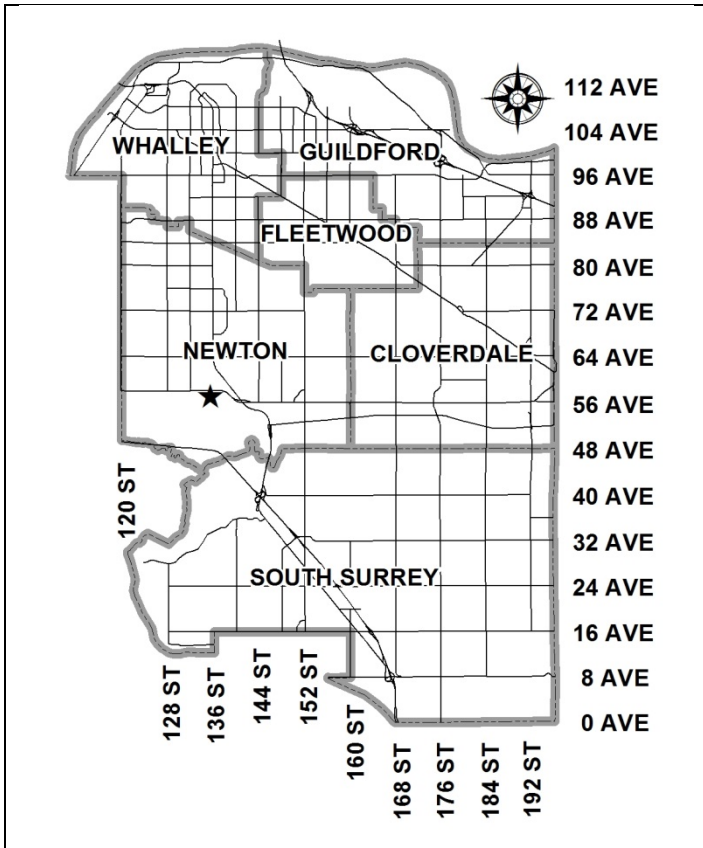 112 AVE
104 AVE
WHALLEY
GUILDFORD
96 AVE
88 AVE
FLEETWOOD
80 AVE
72 AVE
NEWTON
CLOVERDALE
64 AVE
56 AVE
48 AVE
120 ST
40 AVE
32 AVE
SOUTH SURREY
24 AVE
16 AVE
128 ST
136 ST
144 ST
152 ST
160 ST
8 AVE
0 AVE
168 ST
176 ST
184 ST
192 ST